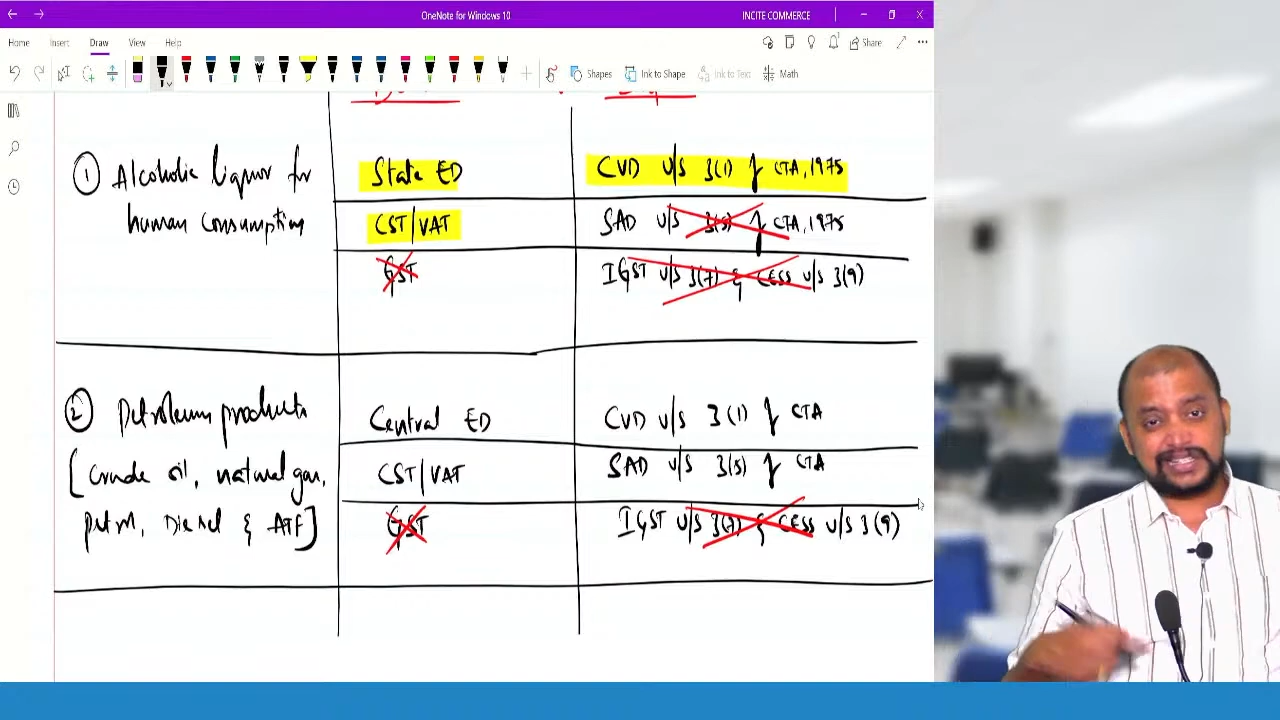 OneNote for Windows 10
INCITE COMMERCE
Home Insert Draw View Help
Share
Shapes Ink to Shape Ink to Text Math
① Alcoholic liquor for
human consumption
State ED
CVD u/s 3(1) of CTA, 1975
CST/VAT
SAD u/s 3(5) of CTA, 1975
GST
IGST u/s 3(7) & CESS u/s 3(9)
② Petroleum products
[crude oil, natural gas,
petrol, Diesel & ATF]
Central ED
CVD u/s 3(1) of CTA
CST/VAT
SAD u/s 3(5) of CTA
GST
IGST u/s 3(7) & CESS u/s 3(9)